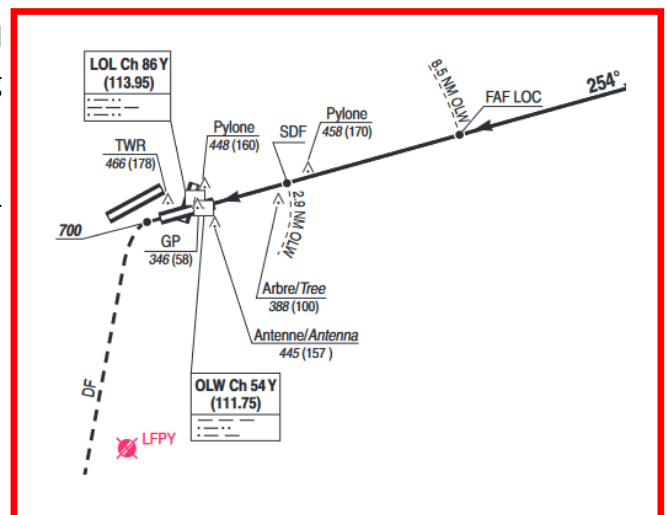 LOL Ch 86 Y
(113.95)
8.5 NM OLW
FAF LOC
254°
Pylone
458 (170)
SDF
Pylone
448 (160)
TWR
466 (178)
2.9 NM OLW
700
GP
346 (58)
Arbre/Tree
388 (100)
Antenne/Antenna
445 (157 )
OLW Ch 54 Y
(111.75)
DF
LFPY